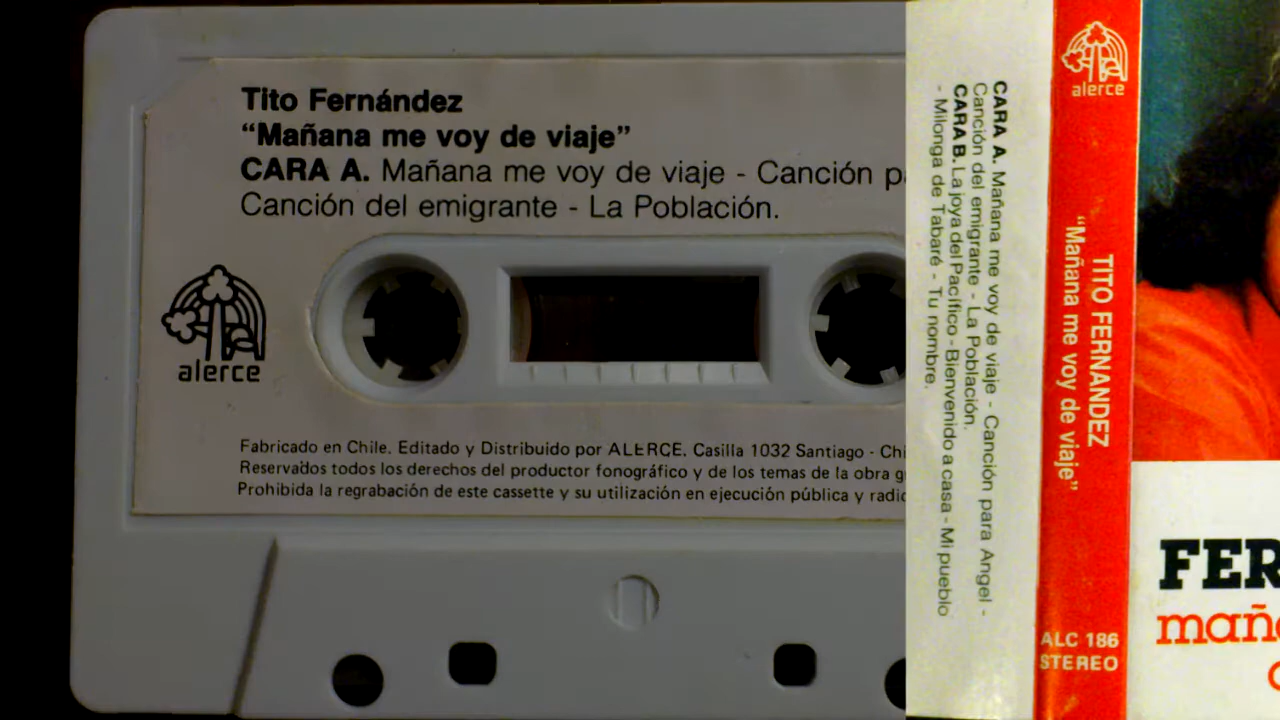 Tito Fernández
“Mañana me voy de viaje”
CARA A. Mañana me voy de viaje - Canción
Canción del emigrante - La Población.
alerce
Fabricado en Chile. Editado y Distribuido por ALERCE. Casilla 1032 Santiago -
Reservados todos los derechos del productor fonográfico y de los temas de la obra
Prohibida la regrabación de este cassette y su utilización en ejecución pública y
CARA A. Mañana me voy de viaje - Canción para Angel -
Canción del emigrante - La Población.
CARA B. La joya del Pacífico - Bienvenido a casa - Mi pueblo
- Milonga de Tabaré - Tu nombre.
alerce
TITO FERNANDEZ
“Mañana me voy de viaje”
ALC 186
STEREO
FER
maña